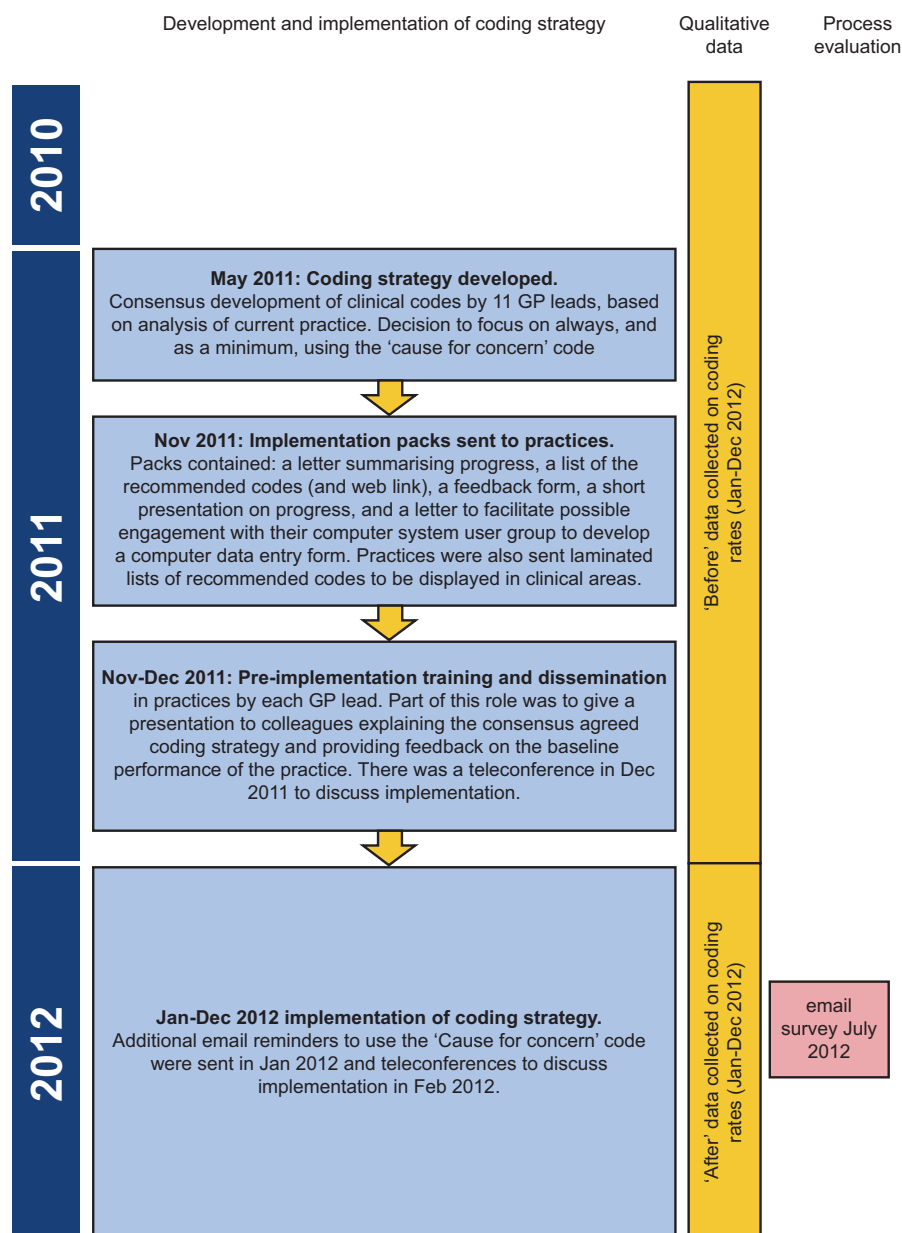 Development and implementation of coding strategy
Qualitative
data
Process
evaluation
2010
2011
2012
May 2011: Coding strategy developed.
Consensus development of clinical codes by 11 GP leads, based
on analysis of current practice. Decision to focus on always, and
as a minimum, using the ‘cause for concern’ code
Nov 2011: Implementation packs sent to practices.
Packs contained: a letter summarising progress, a list of the
recommended codes (and web link), a feedback form, a short
presentation on progress, and a letter to facilitate possible
engagement with their computer system user group to develop
a computer data entry form. Practices were also sent laminated
lists of recommended codes to be displayed in clinical areas.
Nov-Dec 2011: Pre-implementation training and dissemination
in practices by each GP lead. Part of this role was to give a
presentation to colleagues explaining the consensus agreed
coding strategy and providing feedback on the baseline
performance of the practice. There was a teleconference in Dec
2011 to discuss implementation.
Jan-Dec 2012 implementation of coding strategy.
Additional email reminders to use the ‘Cause for concern’ code
were sent in Jan 2012 and teleconferences to discuss
implementation in Feb 2012.
‘Before’ data collected on coding
rates (Jan-Dec 2012)
‘After’ data collected on coding
rates (Jan-Dec 2012)
email
survey July
2012